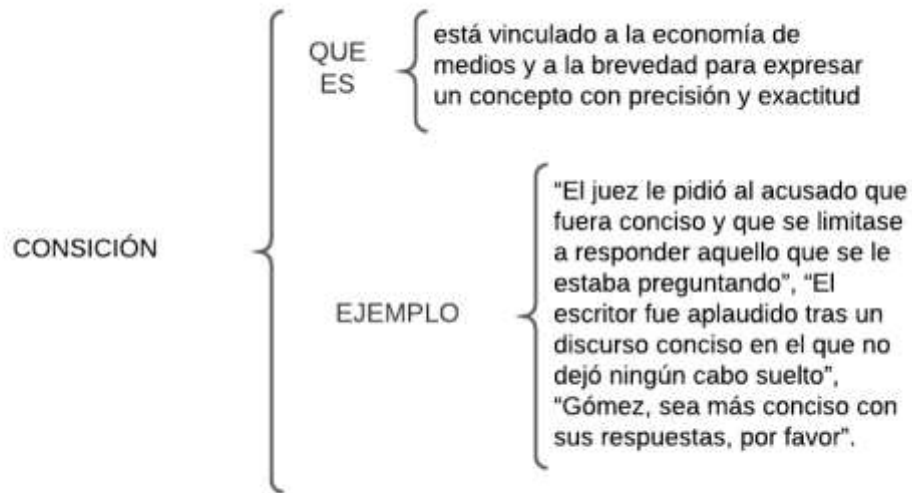 CONSICIÓN
QUE
ES
está vinculado a la economía de
medios y a la brevedad para expresar
un concepto con precisión y exactitud
EJEMPLO
“El juez le pidió al acusado que
fuera conciso y que se limitase
a responder aquello que se le
estaba preguntando”, “El
escritor fue aplaudido tras un
discurso conciso en el que no
dejó ningún cabo suelto”,
“Gómez, sea más conciso con
sus respuestas, por favor”.